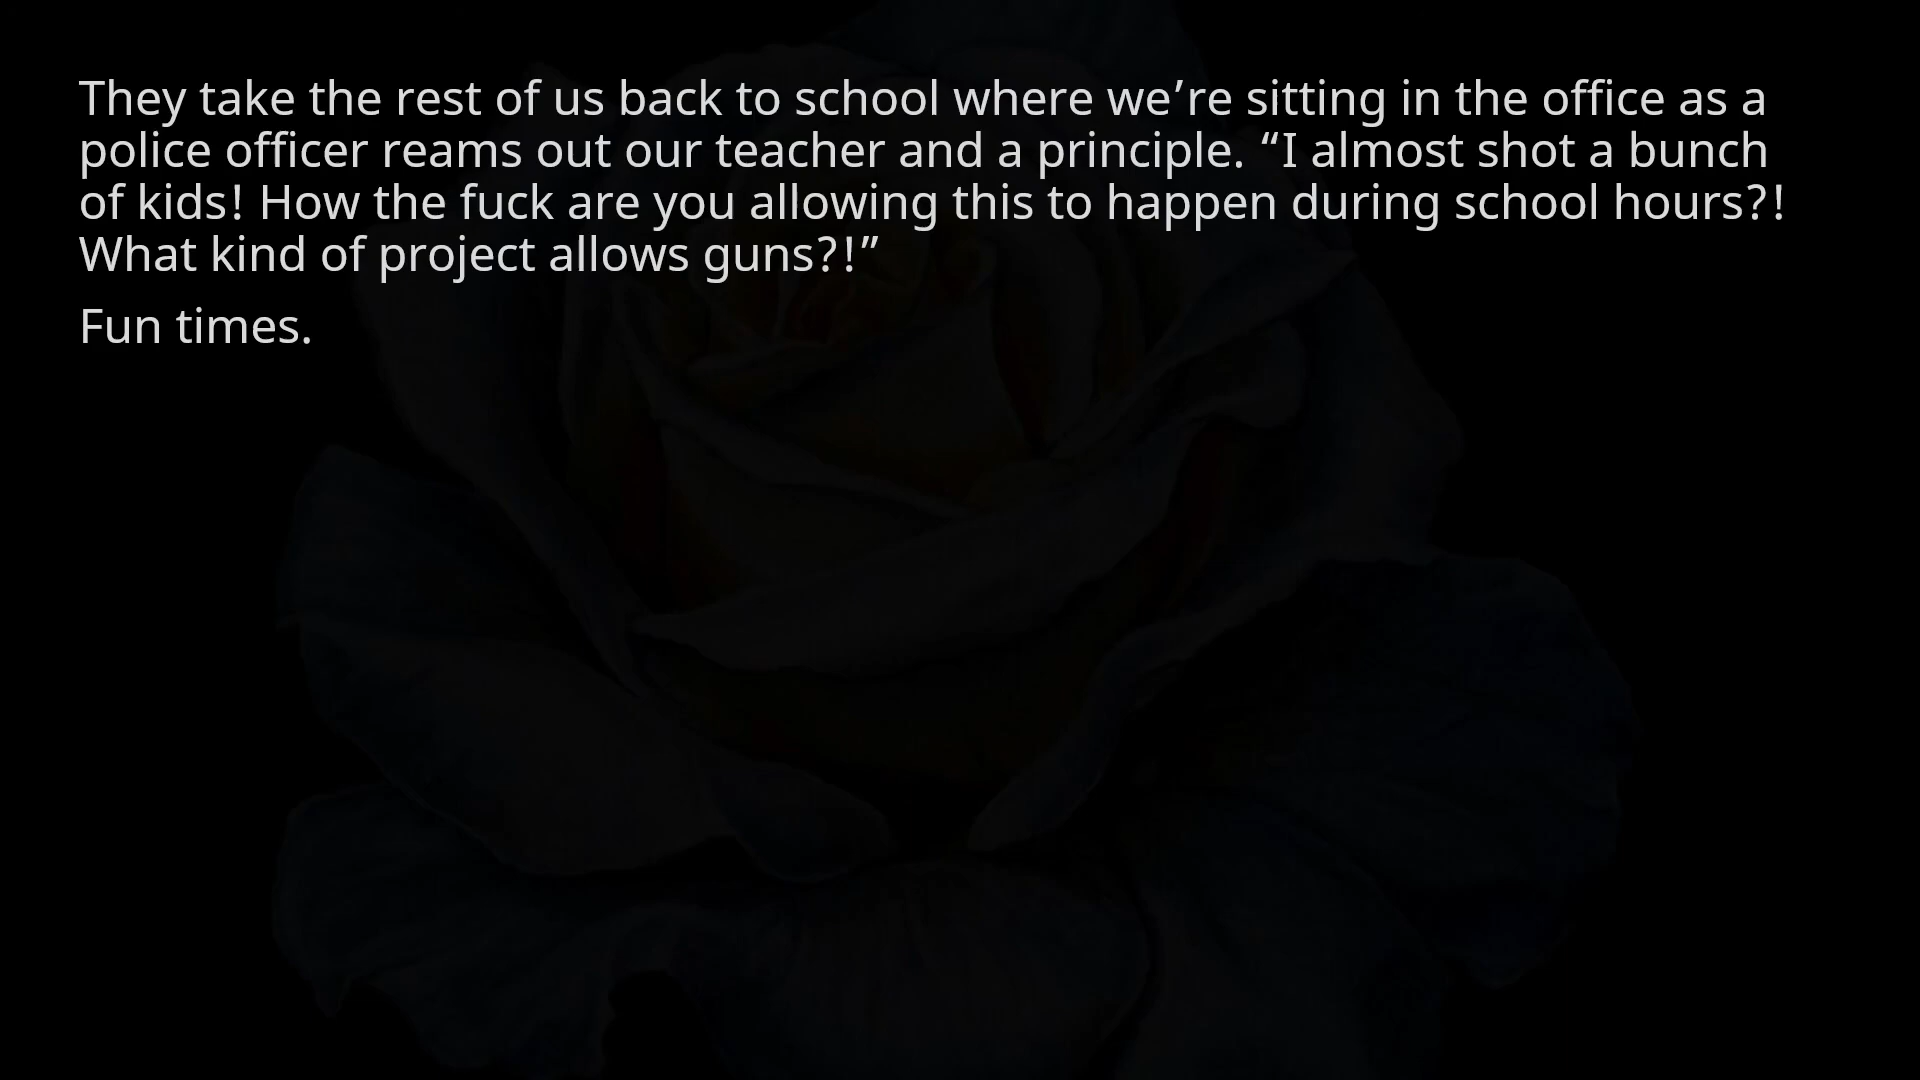 They take the rest of us back to school where we’re sitting in the office as a
police officer reams out our teacher and a principle. “I almost shot a bunch
of kids! How the fuck are you allowing this to happen during school hours?!
What kind of project allows guns?!”
Fun times.